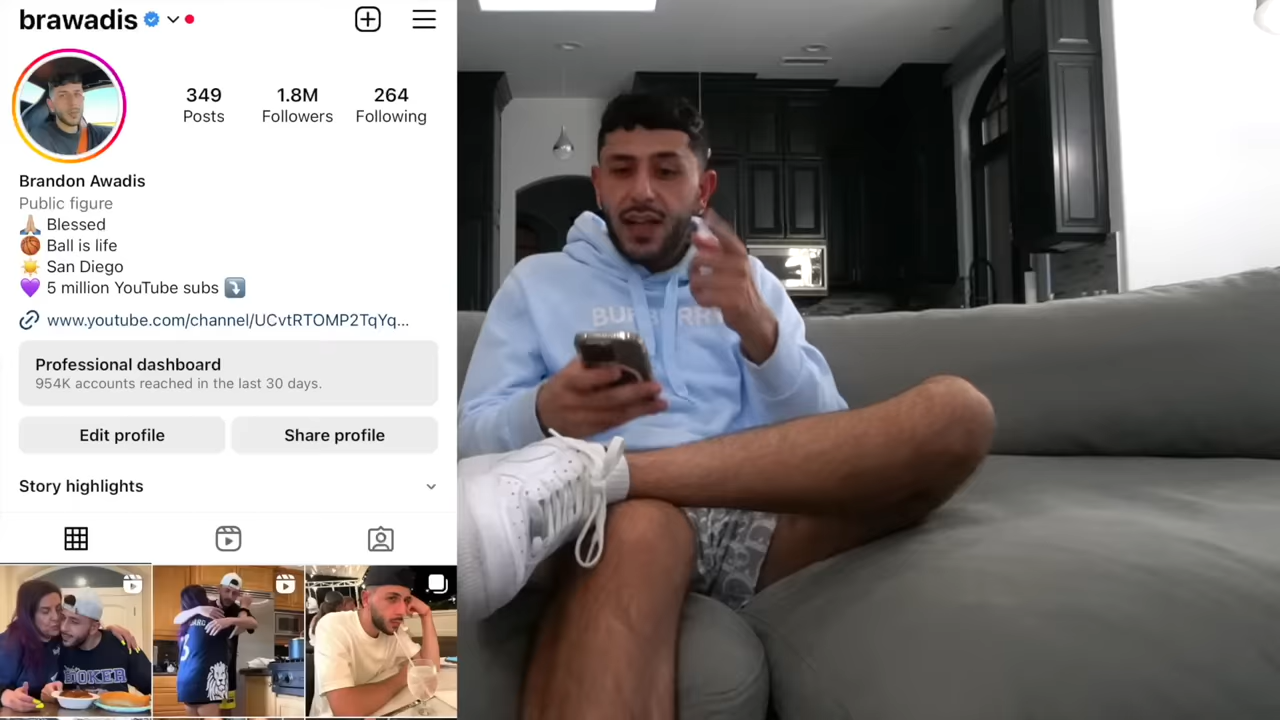 brawadis
349
1.8M
264
Posts
Followers
Following
Brandon Awadis
Public figure
🙏🏼 Blessed
🏀 Ball is life
☀️ San Diego
💜 5 million YouTube subs ⤵️
www.youtube.com/channel/UCvtRTOMP2TqYq...
Professional dashboard
954K accounts reached in the last 30 days.
Edit profile
Share profile
Story highlights
BURBERRY